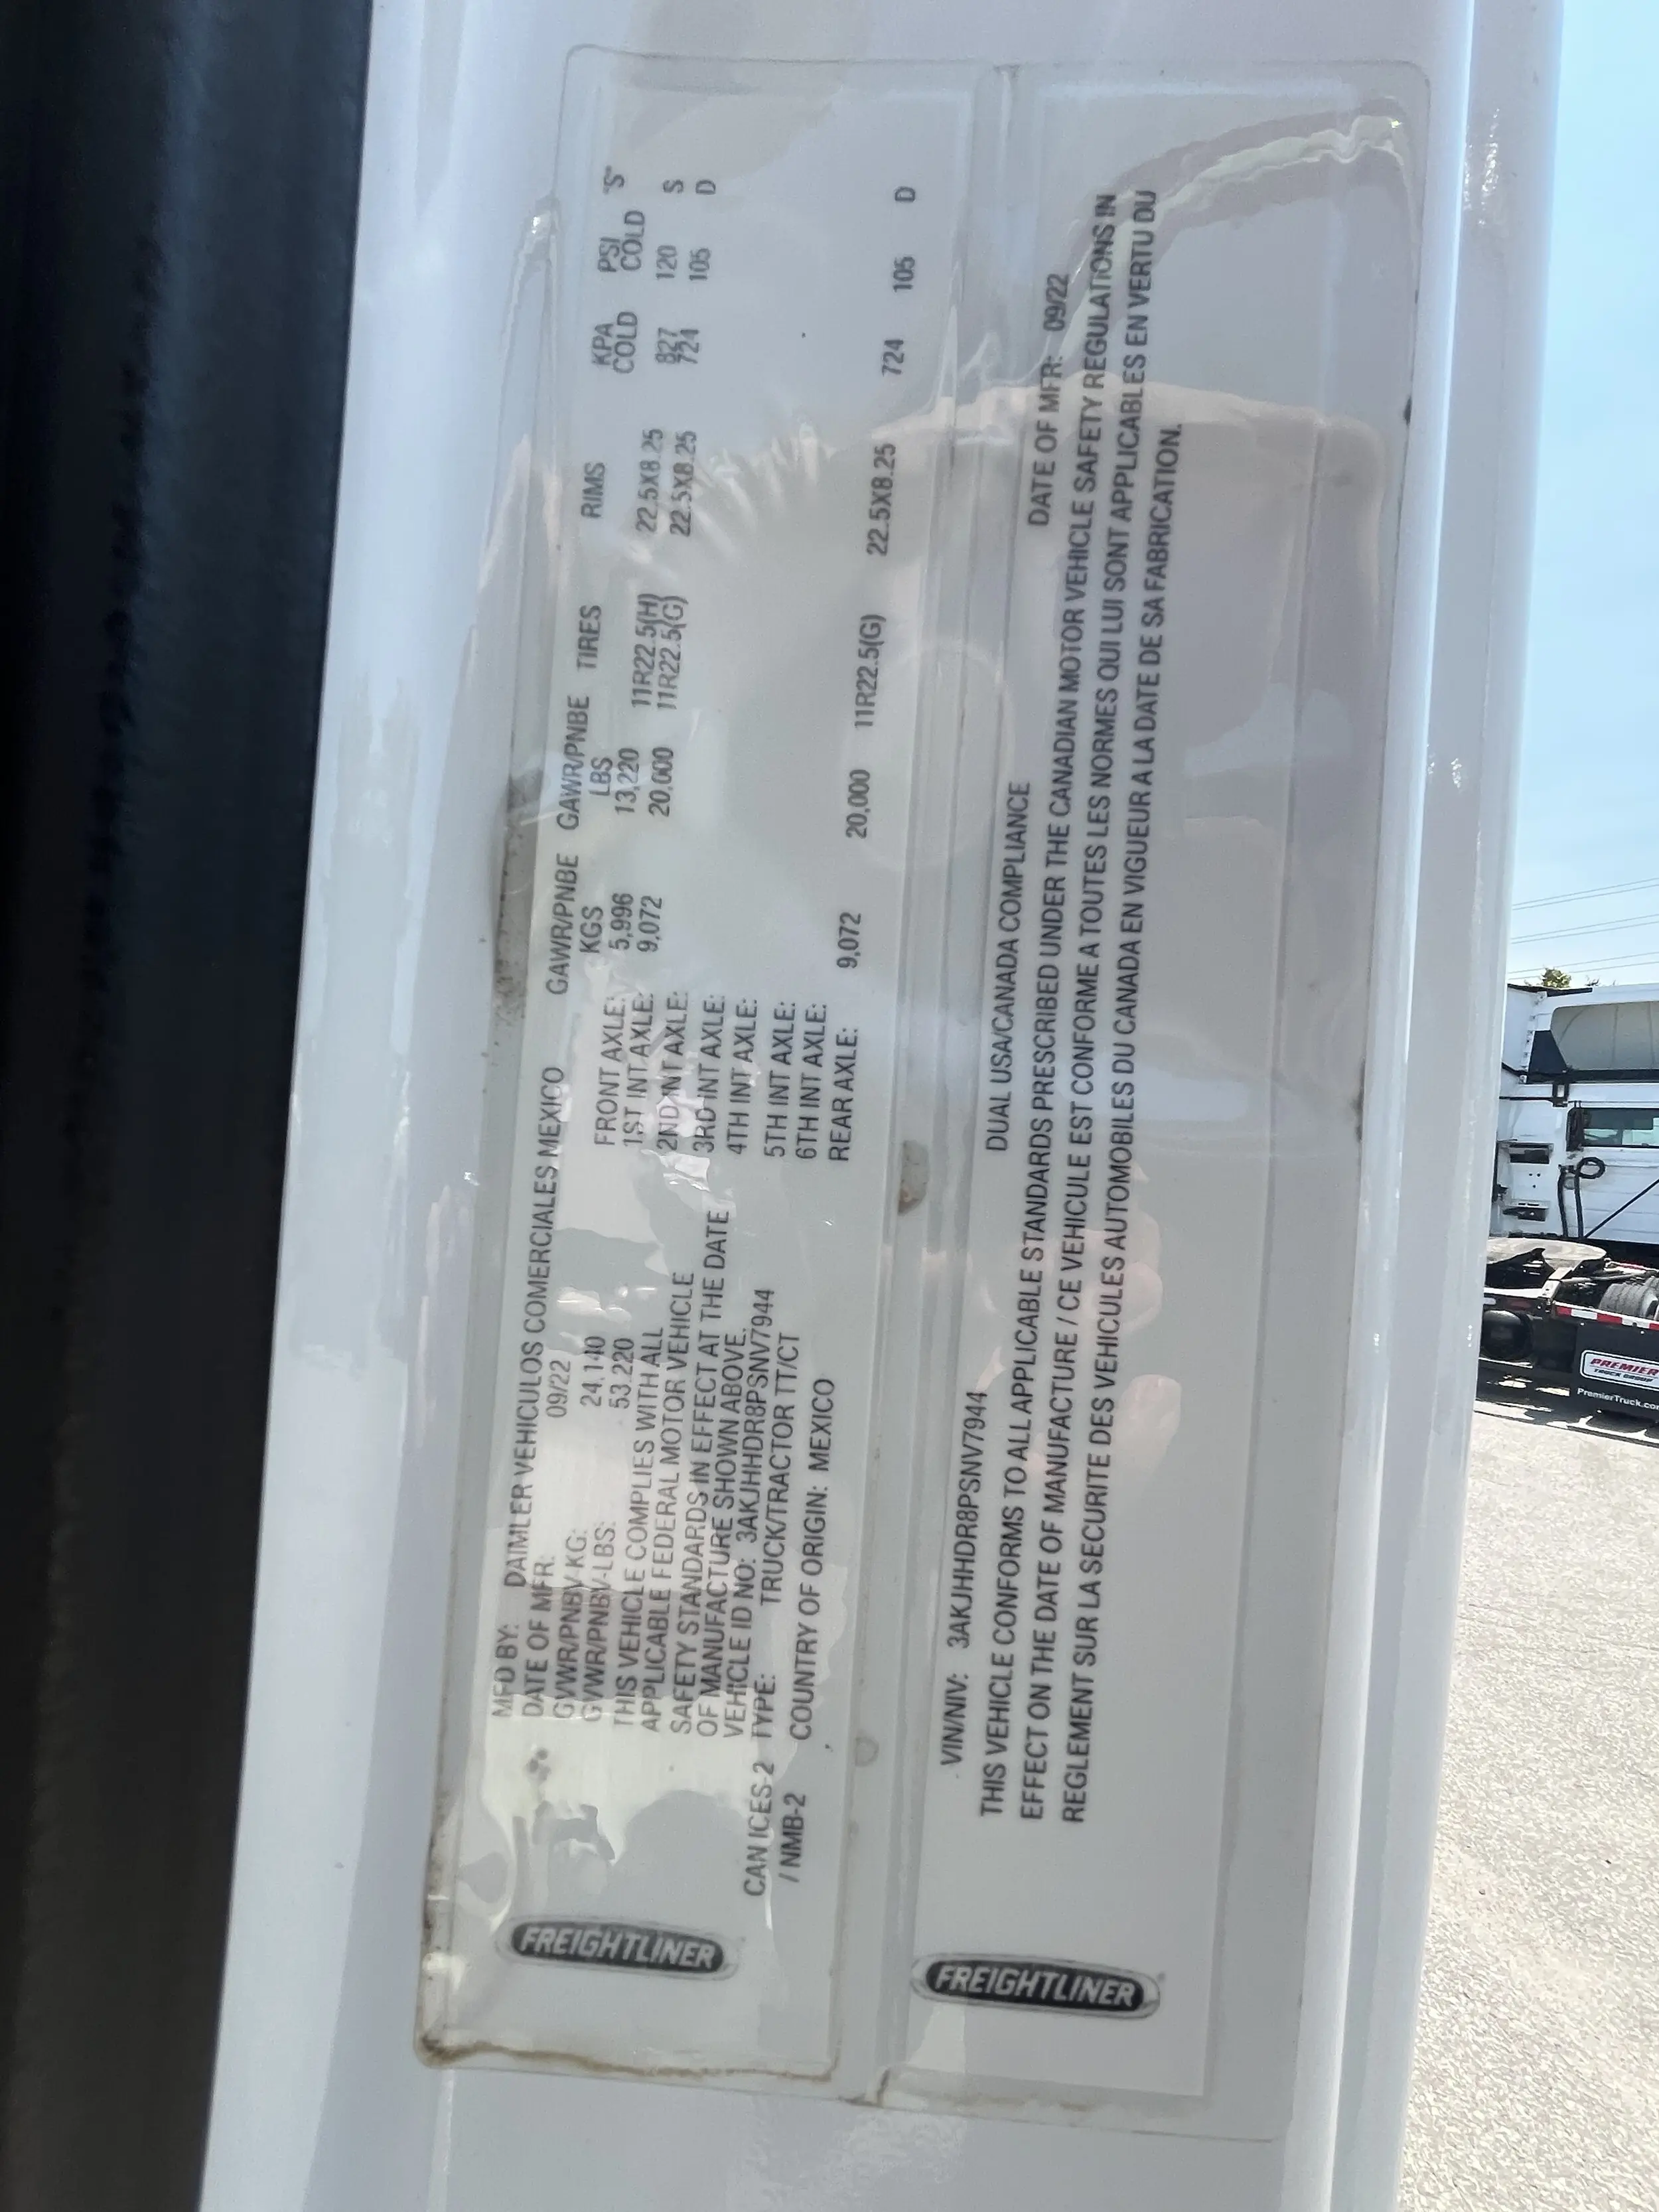 FREIGHTLINER
MFD BY: DAIMLER VEHICULOS COMERCIALES MEXICO
DATE OF MFR: 09/22
GVWR/PNBV-KG: 24,140
GVWR/PNBV-LBS: 53,220
THIS VEHICLE COMPLIES WITH ALL
APPLICABLE FEDERAL MOTOR VEHICLE
SAFETY STANDARDS IN EFFECT AT THE DATE
OF MANUFACTURE SHOWN ABOVE.
VEHICLE ID NO: 3AKJHHDR8PSNV7944
CAN ICES-2 TYPE: TRUCK/TRACTOR TT/CT
/ NMB-2 COUNTRY OF ORIGIN: MEXICO
GAWR/PNBE GAWR/PNBE TIRES RIMS KPA PSI "S"
KGS LBS COLD COLD
FRONT AXLE: 5,996 13,220 11R22.5(H) 22.5X8.25 827 120 S
1ST INT AXLE: 9,072 20,000 11R22.5(G) 22.5X8.25 724 105 D
2ND INT AXLE:
3RD INT AXLE:
4TH INT AXLE:
5TH INT AXLE:
6TH INT AXLE:
REAR AXLE: 9,072 20,000 11R22.5(G) 22.5X8.25 724 105 D
FREIGHTLINER
VIN/NIV: 3AKJHHDR8PSNV7944 DUAL USA/CANADA COMPLIANCE DATE OF MFR: 09/22
THIS VEHICLE CONFORMS TO ALL APPLICABLE STANDARDS PRESCRIBED UNDER THE CANADIAN MOTOR VEHICLE SAFETY REGULATIONS IN
EFFECT ON THE DATE OF MANUFACTURE / CE VEHICULE EST CONFORME A TOUTES LES NORMES QUI LUI SONT APPLICABLES EN VERTU DU
REGLEMENT SUR LA SECURITE DES VEHICULES AUTOMOBILES DU CANADA EN VIGUEUR A LA DATE DE SA FABRICATION.
PREMIER
TRUCK GROUP
PremierTruck.co